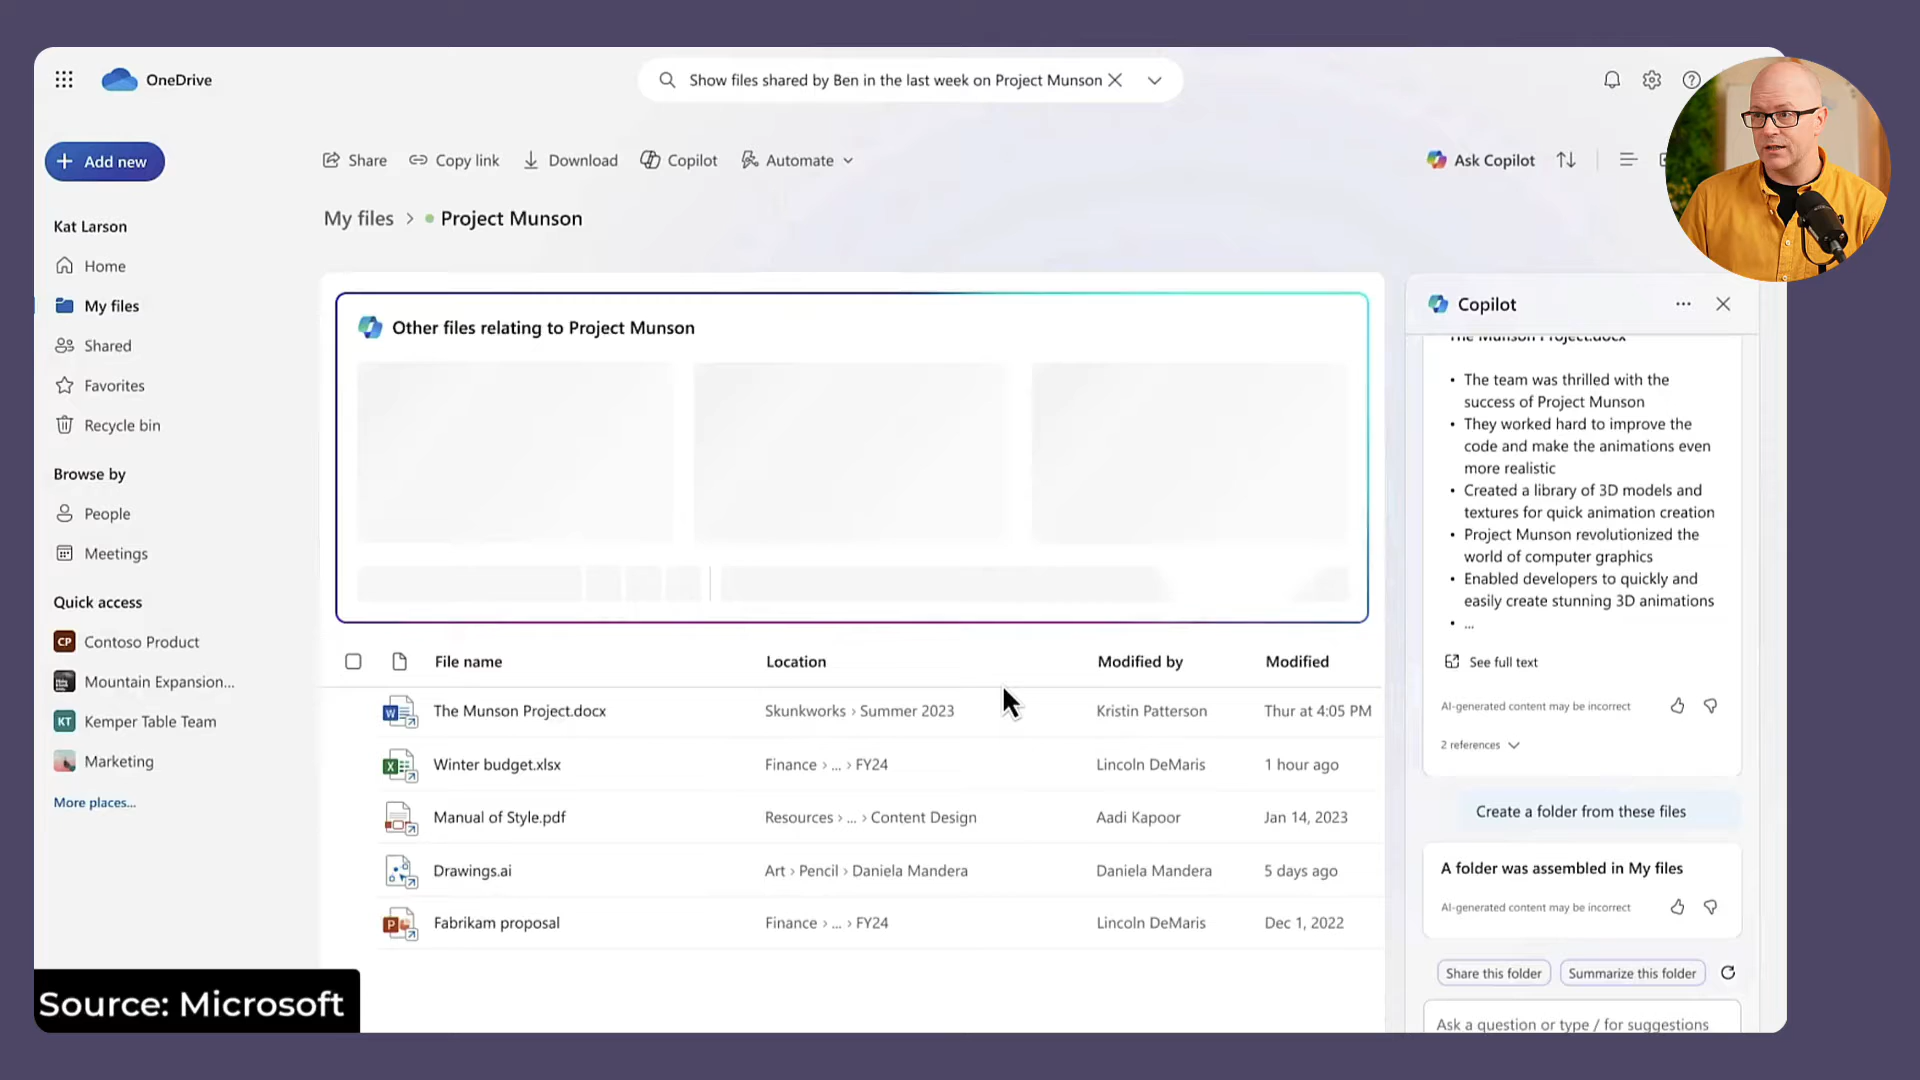 OneDrive
Show files shared by Ben in the last week on Project Munson
Add new
Share
Copy link
Download
Copilot
Automate
Ask Copilot
My files > Project Munson
Kat Larson
Home
My files
Shared
Favorites
Recycle bin
Browse by
People
Meetings
Quick access
CP Contoso Product
Mountain Expansion...
KT Kemper Table Team
Marketing
More places...
Other files relating to Project Munson
File name Location Modified by Modified
The Munson Project.docx Skunkworks > Summer 2023 Kristin Patterson Thur at 4:05 PM
Winter budget.xlsx Finance > ... > FY24 Lincoln DeMaris 1 hour ago
Manual of Style.pdf Resources > ... > Content Design Aadi Kapoor Jan 14, 2023
Drawings.ai Art > Pencil > Daniela Mandera Daniela Mandera 5 days ago
Fabrikam proposal Finance > ... > FY24 Lincoln DeMaris Dec 1, 2022
Copilot
The Munson Project.docx
• The team was thrilled with the
success of Project Munson
• They worked hard to improve the
code and make the animations even
more realistic
• Created a library of 3D models and
textures for quick animation creation
• Project Munson revolutionized the
world of computer graphics
• Enabled developers to quickly and
easily create stunning 3D animations
• ...
See full text
AI-generated content may be incorrect
2 references
Create a folder from these files
A folder was assembled in My files
AI-generated content may be incorrect
Share this folder
Summarize this folder
Ask a question or type / for suggestions
Source: Microsoft